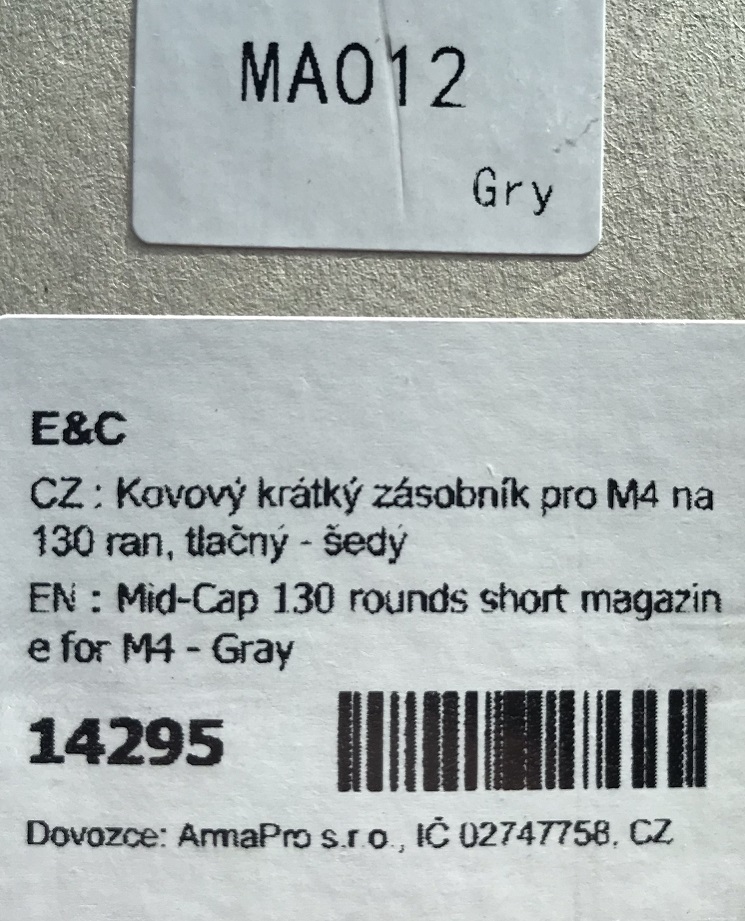 MA012
Gry
E&C
CZ : Kovový krátký zásobník pro M4 na
130 ran, tlačný - šedý
EN : Mid-Cap 130 rounds short magazin
e for M4 - Gray
14295
Dovozce: ArmaPro s.r.o., IČ 02747758, CZ